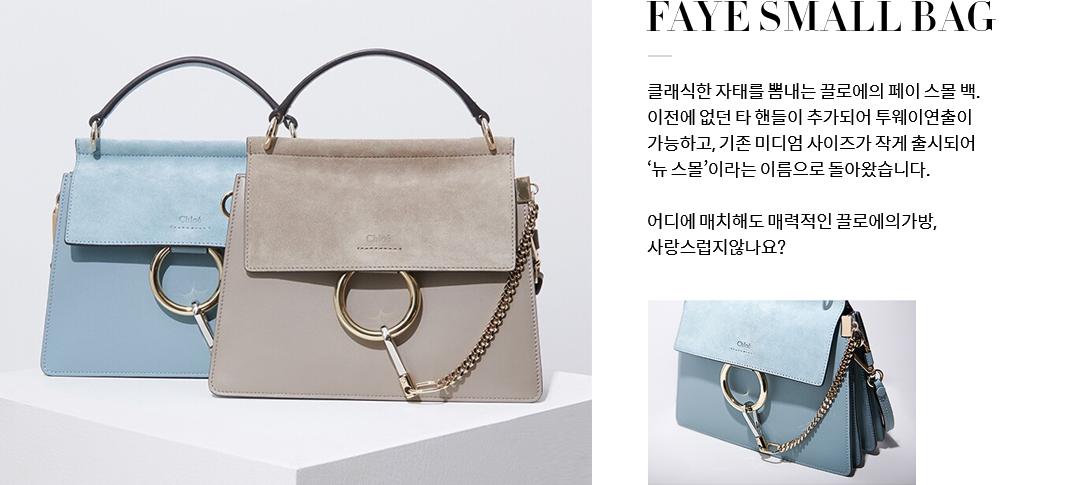 FAYE SMALL BAG
클래식한 자태를 뽐내는 끌로에의 페이 스몰 백.
이전에 없던 타 핸들이 추가되어 투웨이연출이
가능하고, 기존 미디엄 사이즈가 작게 출시되어
‘뉴 스몰’이라는 이름으로 돌아왔습니다.
어디에 매치해도 매력적인 끌로에의가방,
사랑스럽지않나요?
Chloé
Chloé
Chloé